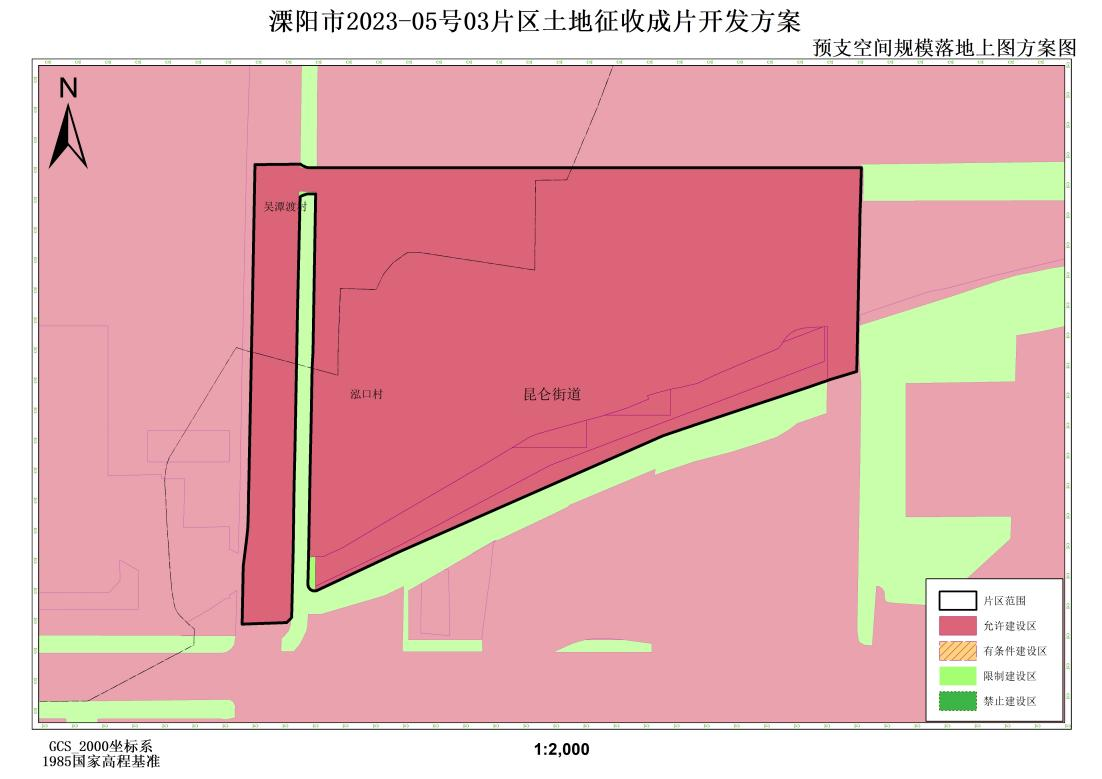 溧阳市2023-05号03片区土地征收成片开发方案
预支空间规模落地上图方案图
N
吴潭渡村
泓口村
昆仑街道
片区范围
允许建设区
有条件建设区
限制建设区
禁止建设区
GCS_2000坐标系
1985国家高程基准
1:2,000